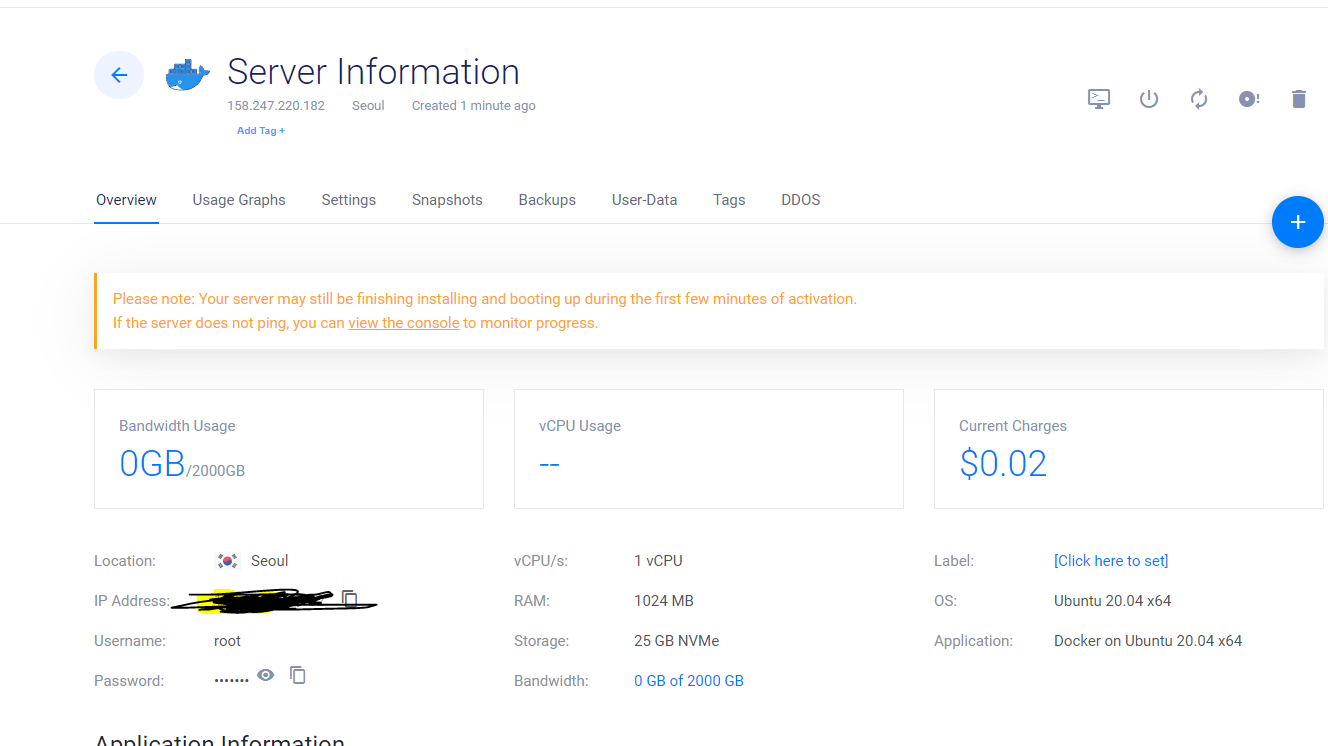 Server Information
158.247.220.182 Seoul Created 1 minute ago
Add Tag +
Overview Usage Graphs Settings Snapshots Backups User-Data Tags DDOS
+
Please note: Your server may still be finishing installing and booting up during the first few minutes of activation.
If the server does not ping, you can view the console to monitor progress.
Bandwidth Usage
0GB/2000GB
vCPU Usage
--
Current Charges
$0.02
Location: Seoul
IP Address:
Username: root
Password: .......
vCPU/s: 1 vCPU
RAM: 1024 MB
Storage: 25 GB NVMe
Bandwidth: 0 GB of 2000 GB
Label: [Click here to set]
OS: Ubuntu 20.04 x64
Application: Docker on Ubuntu 20.04 x64
Application Information